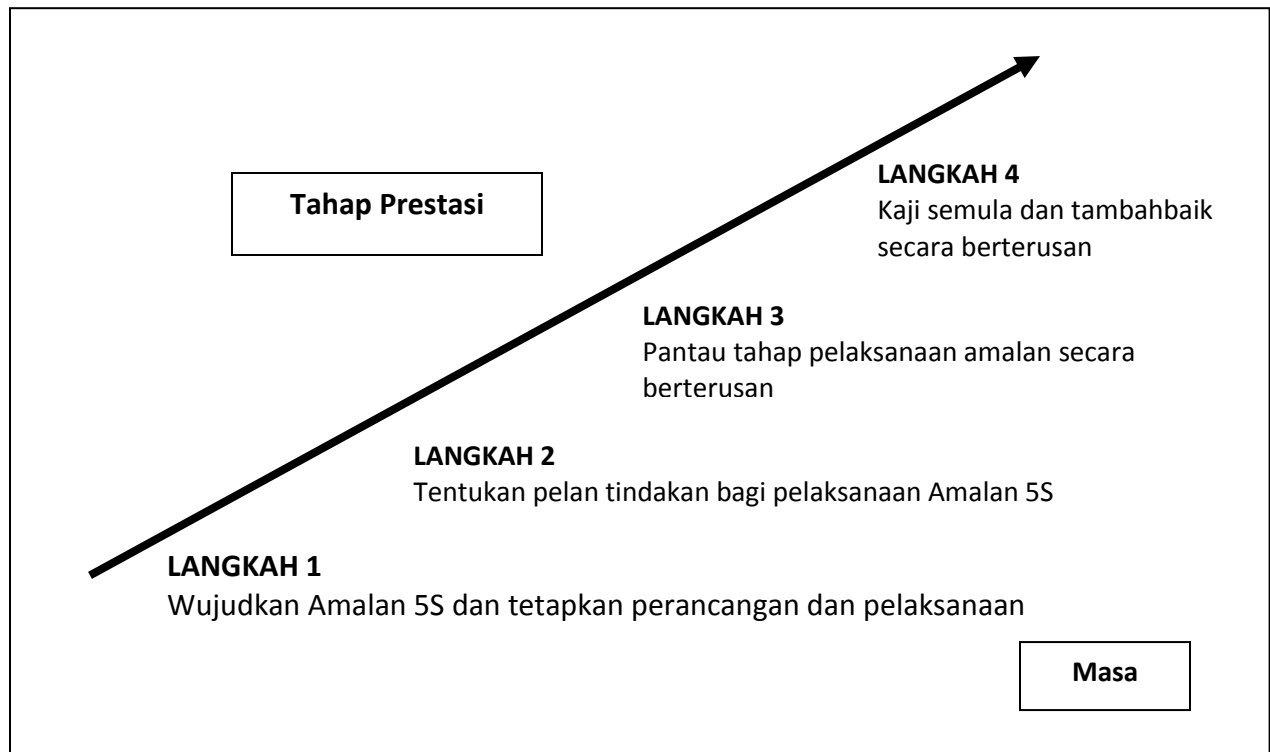 Tahap Prestasi
LANGKAH 4
Kaji semula dan tambahbaik
secara berterusan
LANGKAH 3
Pantau tahap pelaksanaan amalan secara
berterusan
LANGKAH 2
Tentukan pelan tindakan bagi pelaksanaan Amalan 5S
LANGKAH 1
Wujudkan Amalan 5S dan tetapkan perancangan dan pelaksanaan
Masa